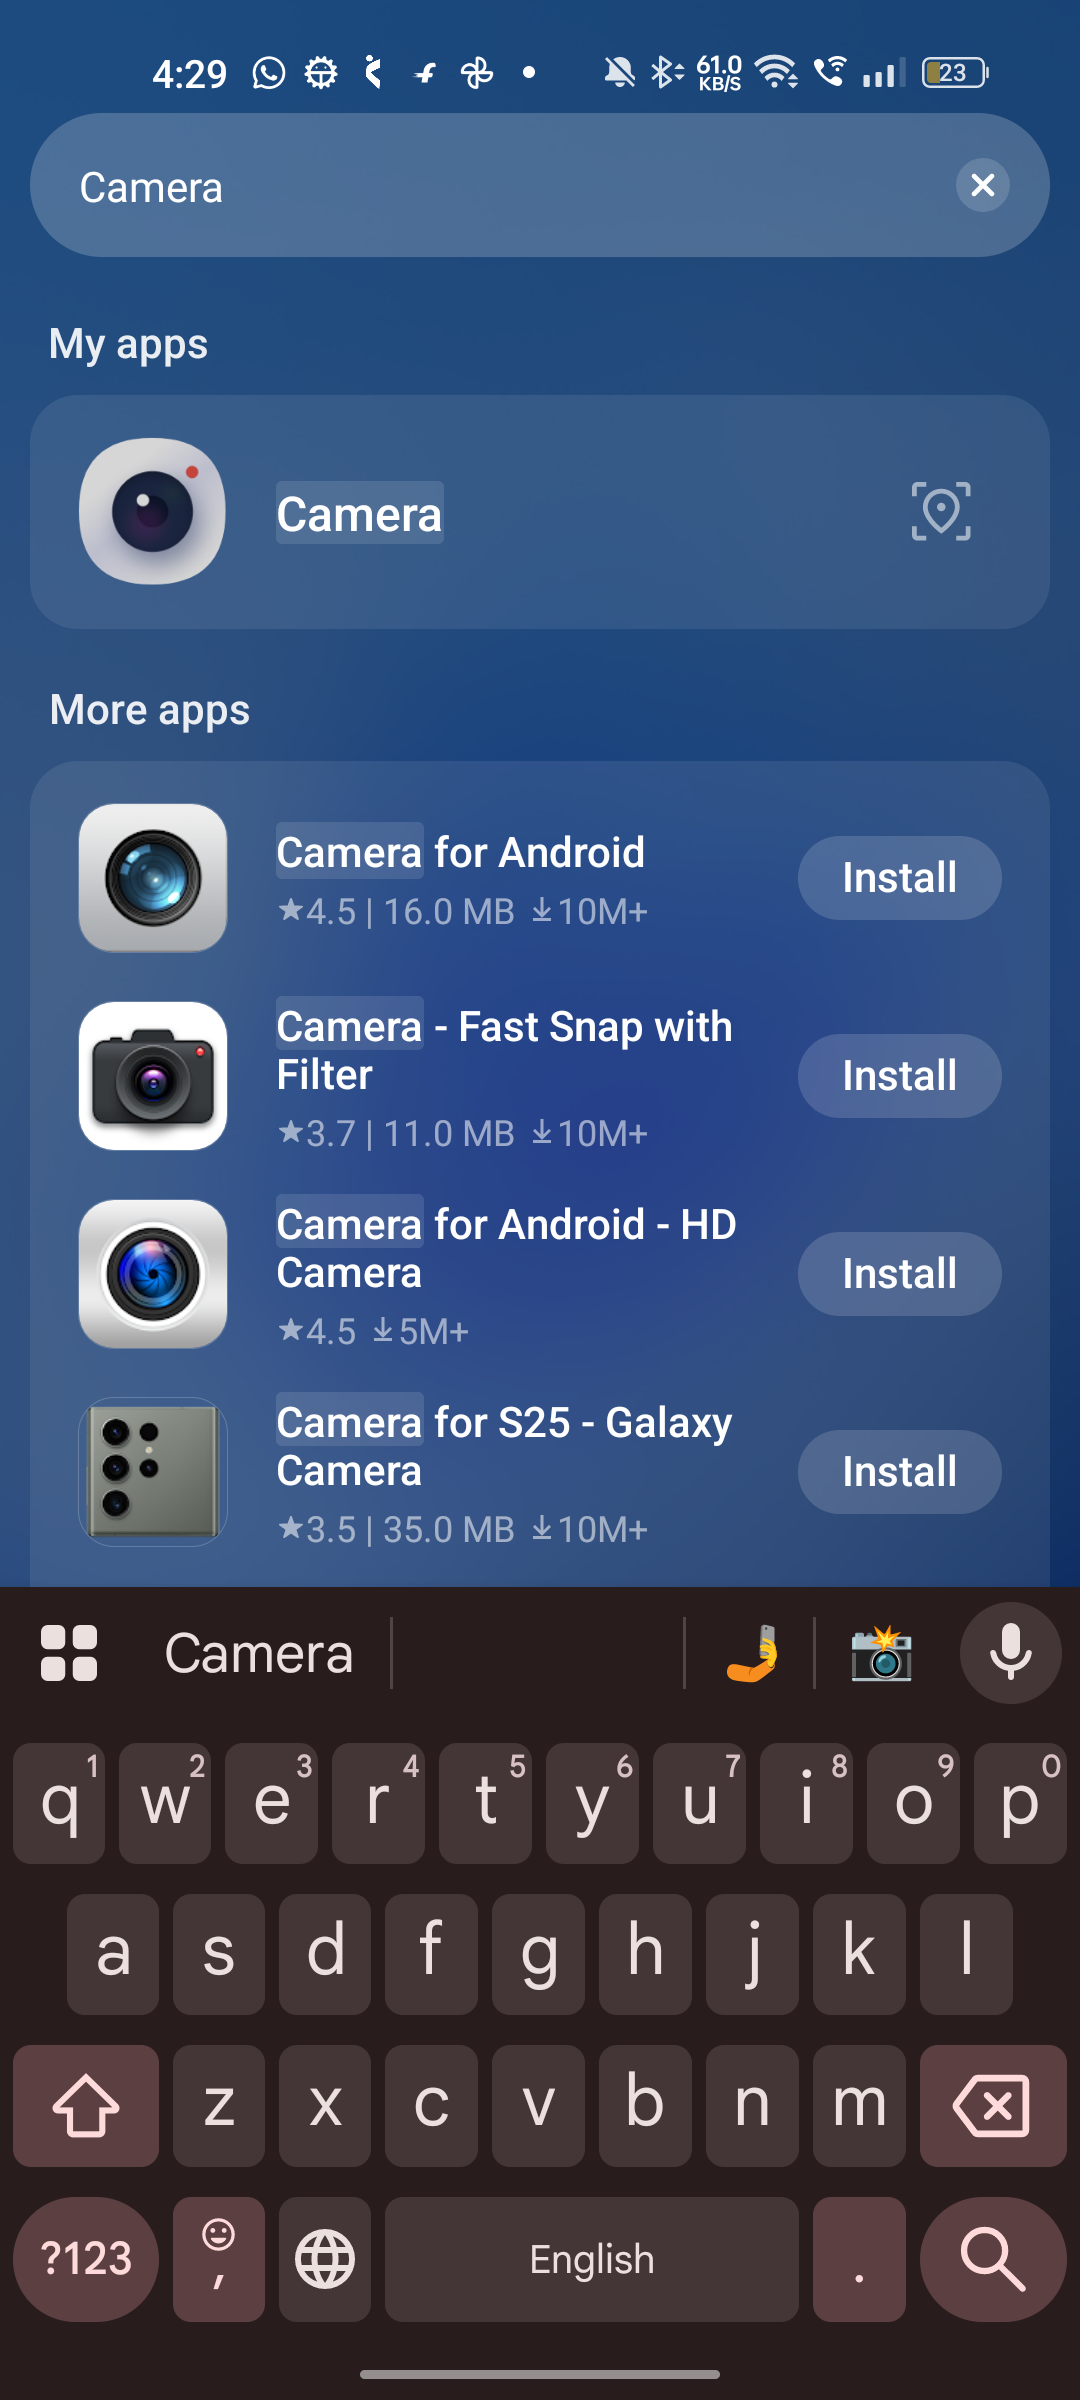 4:29 61.0 KB/S 23
Camera
My apps
Camera
More apps
Camera for Android
★4.5 | 16.0 MB ↓10M+
Install
Camera - Fast Snap with
Filter
★3.7 | 11.0 MB ↓10M+
Install
Camera for Android - HD
Camera
★4.5 ↓5M+
Install
Camera for S25 - Galaxy
Camera
★3.5 | 35.0 MB ↓10M+
Install
Camera
q1 w2 e3 r4 t5 y6 u7 i8 o9 p0
a s d f g h j k l
z x c v b n m
?123 , English .